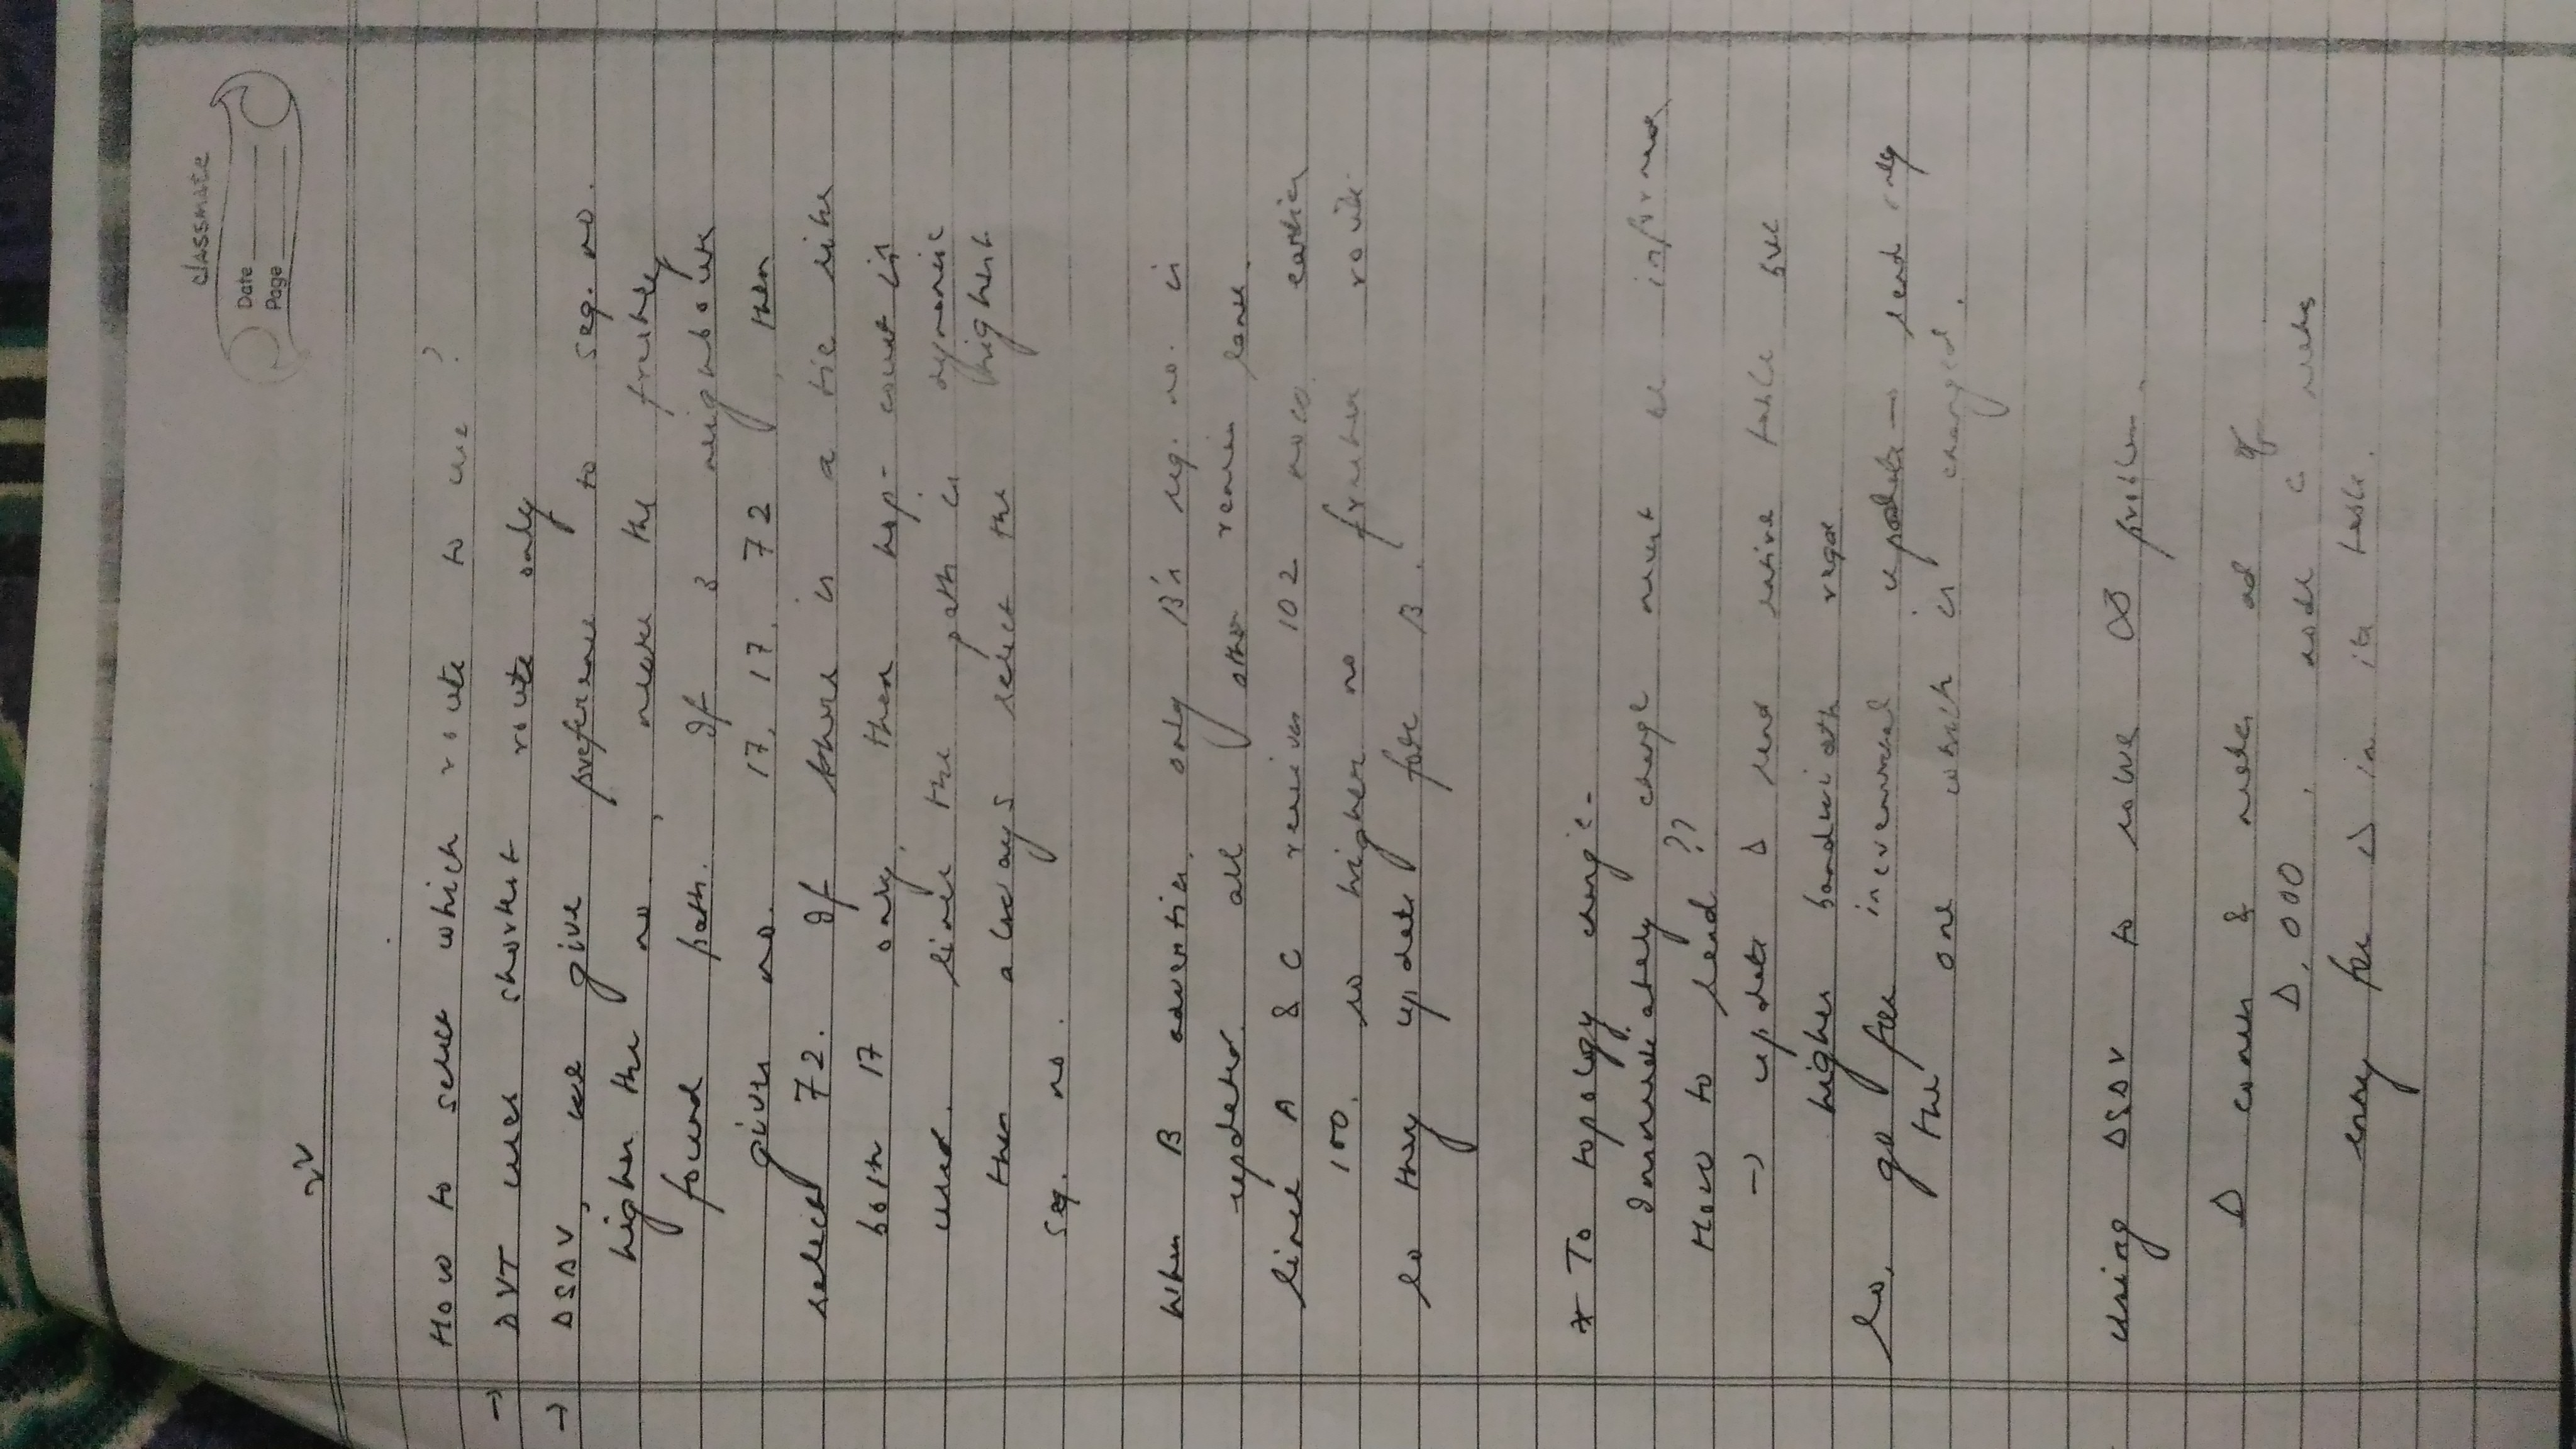 classmate
Date
Page
22
How to select which route to use ?
→ DVT uses shortest route only
→ DSDV, we give preference to seq. no.
higher the no., more the freshly
found path. If 3 neighbours
gives no. 17, 17, 72, then
select 72. If there is a tie like
both 17 only, then hop-count is
used. Since the path is dynamic
then always select the highest
seq. no.
When B advertise, only B's seq. no. is
updated all other remain same.
Since A & C receives 102 now earlier
100, so higher no fresher route
so they update for B.
* To topology change-
Immediately change must be informed
How to send ??
→ update & send entire table but
higher bandwidth reqd
So, go for incremental update → send only
the one which is changed.
Using DSDV to solve ∞ problem.
D comes & makes ad of
D, 000, node C makes
entry for D in its table.